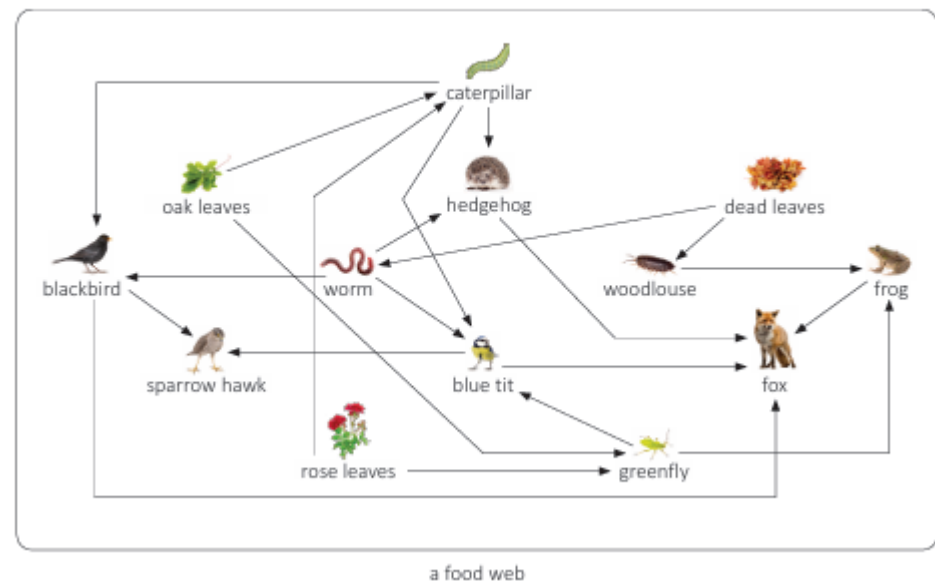 caterpillar
oak leaves
hedgehog
dead leaves
blackbird
worm
woodlouse
frog
sparrow hawk
blue tit
fox
rose leaves
greenfly
a food web